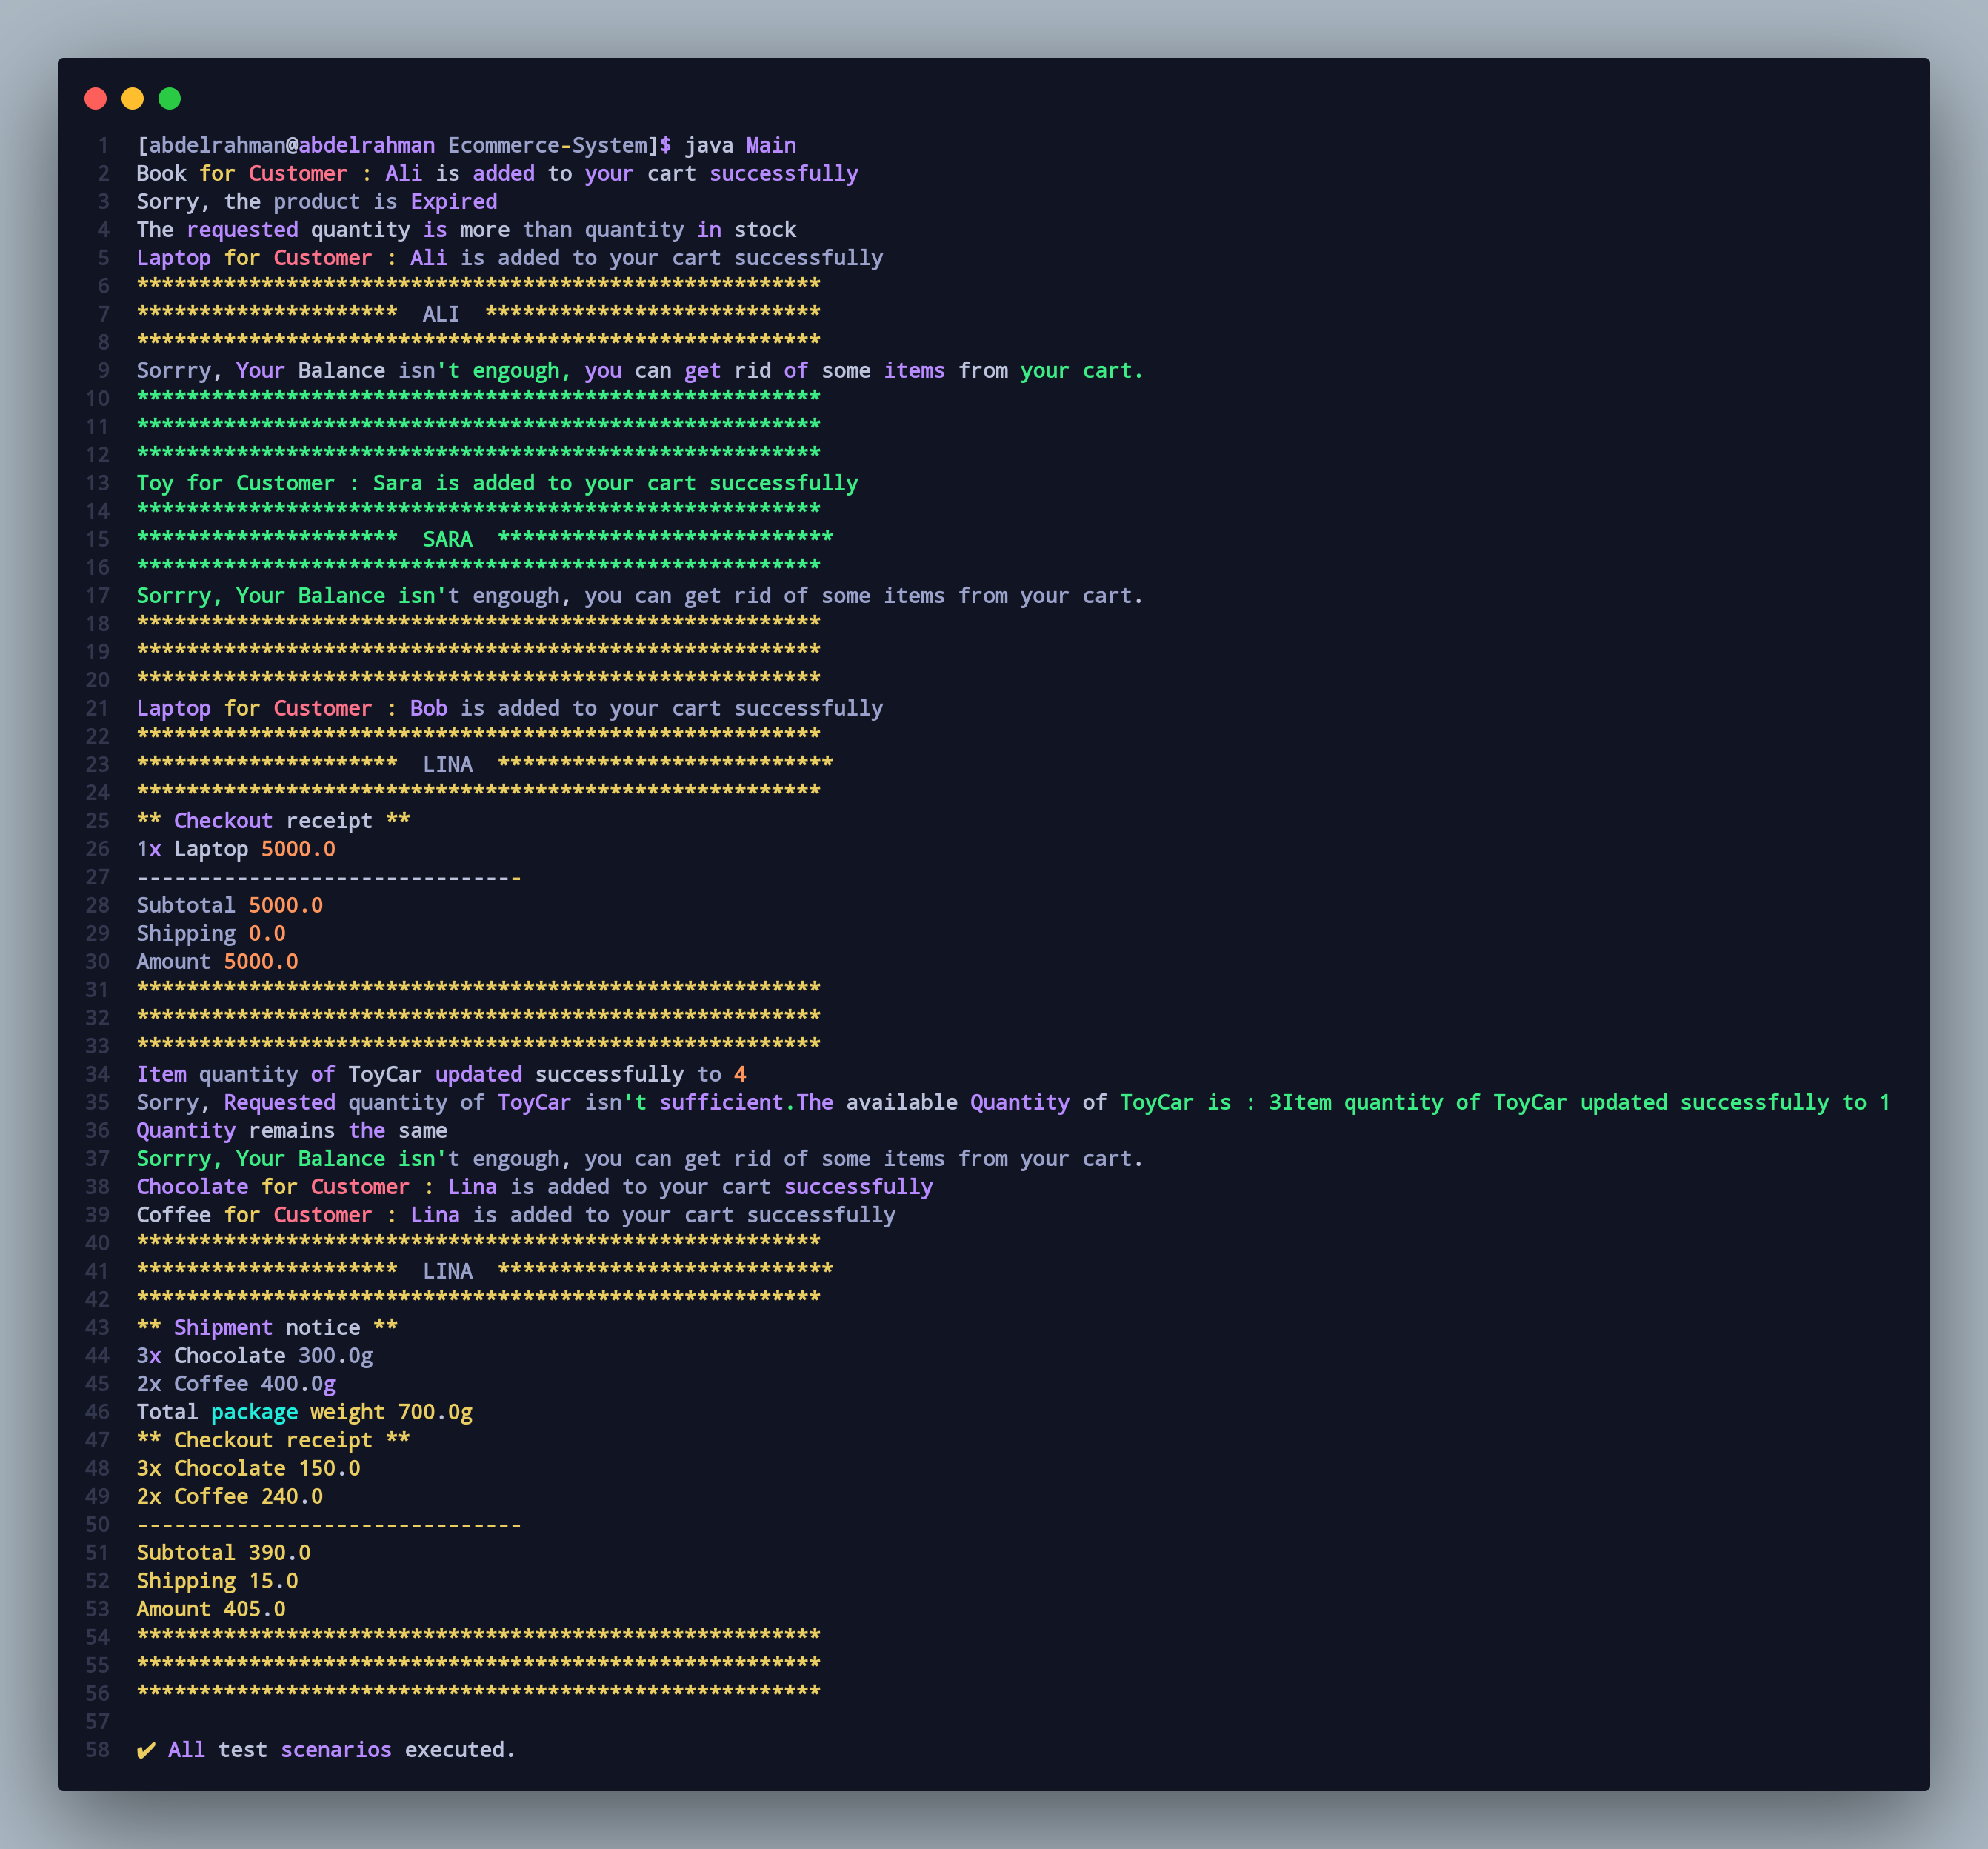 1 [abdelrahman@abdelrahman Ecommerce-System]$ java Main
2 Book for Customer : Ali is added to your cart successfully
3 Sorry, the product is Expired
4 The requested quantity is more than quantity in stock
5 Laptop for Customer : Ali is added to your cart successfully
6 *******************************************************
7 *********************  ALI  ***************************
8 *******************************************************
9 Sorrry, Your Balance isn't engough, you can get rid of some items from your cart.
10 *******************************************************
11 *******************************************************
12 *******************************************************
13 Toy for Customer : Sara is added to your cart successfully
14 *******************************************************
15 *********************  SARA  ***************************
16 *******************************************************
17 Sorrry, Your Balance isn't engough, you can get rid of some items from your cart.
18 *******************************************************
19 *******************************************************
20 *******************************************************
21 Laptop for Customer : Bob is added to your cart successfully
22 *******************************************************
23 *********************  LINA  ***************************
24 *******************************************************
25 ** Checkout receipt **
26 1x Laptop 5000.0
27 -------------------------------
28 Subtotal 5000.0
29 Shipping 0.0
30 Amount 5000.0
31 *******************************************************
32 *******************************************************
33 *******************************************************
34 Item quantity of ToyCar updated successfully to 4
35 Sorry, Requested quantity of ToyCar isn't sufficient.The available Quantity of ToyCar is : 3Item quantity of ToyCar updated successfully to 1
36 Quantity remains the same
37 Sorrry, Your Balance isn't engough, you can get rid of some items from your cart.
38 Chocolate for Customer : Lina is added to your cart successfully
39 Coffee for Customer : Lina is added to your cart successfully
40 *******************************************************
41 *********************  LINA  ***************************
42 *******************************************************
43 ** Shipment notice **
44 3x Chocolate 300.0g
45 2x Coffee 400.0g
46 Total package weight 700.0g
47 ** Checkout receipt **
48 3x Chocolate 150.0
49 2x Coffee 240.0
50 -------------------------------
51 Subtotal 390.0
52 Shipping 15.0
53 Amount 405.0
54 *******************************************************
55 *******************************************************
56 *******************************************************
57
58 ✔ All test scenarios executed.